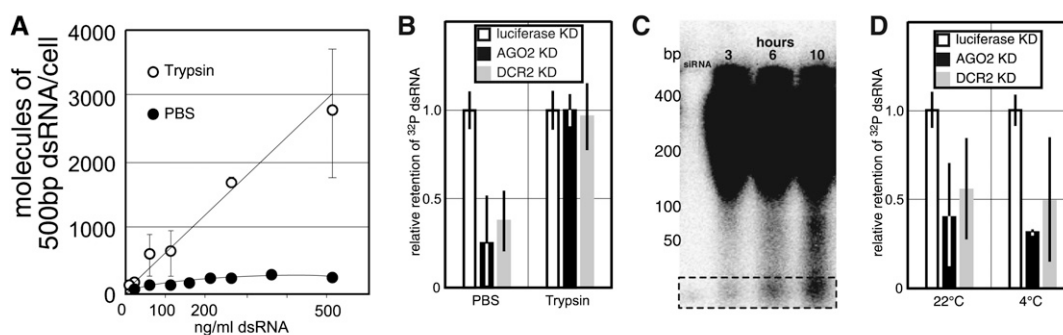 A
Trypsin
PBS
4000
3000
2000
1000
0
molecules of
500bp dsRNA/cell
0
100
200
500
ng/ml dsRNA
B
luciferase KD
AGO2 KD
DCR2 KD
1.0
0.5
0
relative retention of 32P dsRNA
PBS
Trypsin
C
hours
bp
siRNA
3
6
10
400
200
100
50
D
luciferase KD
AGO2 KD
DCR2 KD
1.0
0.5
0
relative retention of 32P dsRNA
22°C
4°C